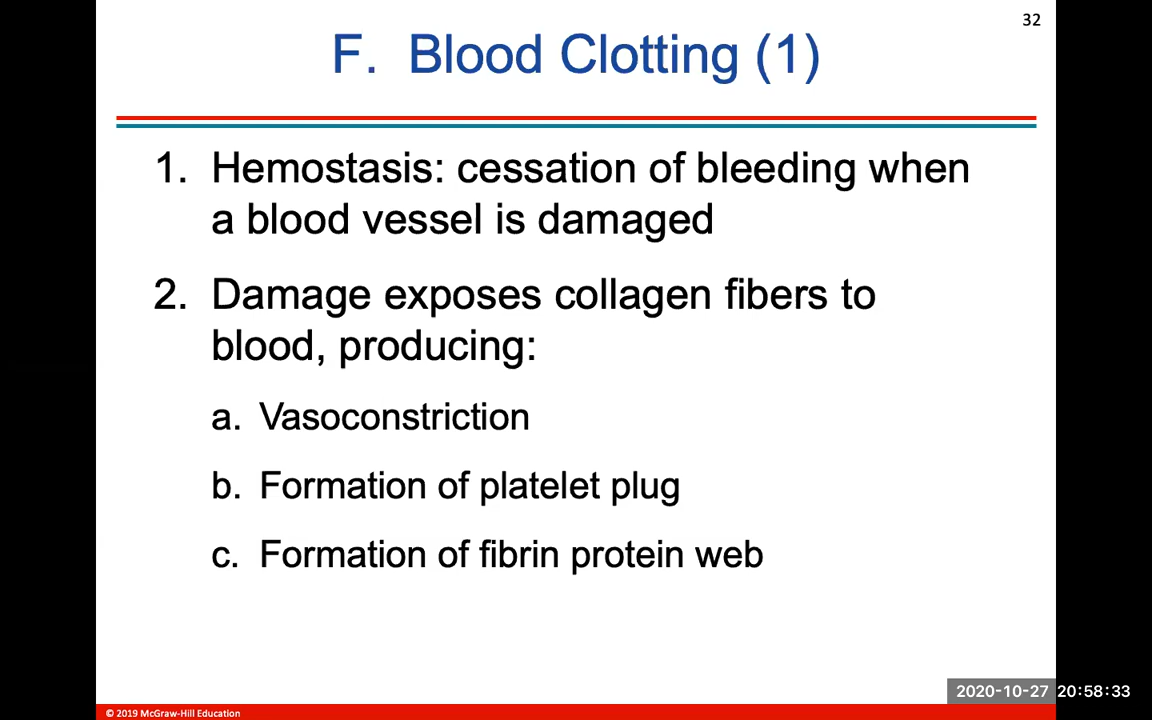 32
F. Blood Clotting (1)
1. Hemostasis: cessation of bleeding when
a blood vessel is damaged
2. Damage exposes collagen fibers to
blood, producing:
a. Vasoconstriction
b. Formation of platelet plug
c. Formation of fibrin protein web
2020-10-27 20:58:33
© 2019 McGraw-Hill Education